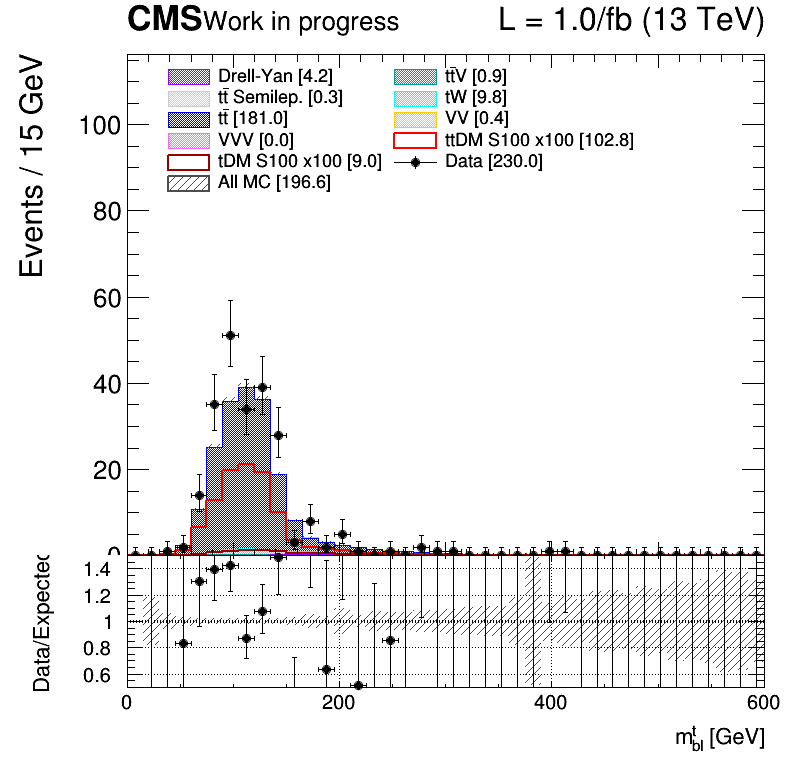 CMS Work in progress L = 1.0/fb (13 TeV)
Events / 15 GeV
Drell-Yan [4.2] tt̄V [0.9]
tt̄ Semilep. [0.3] tW [9.8]
tt̄ [181.0] VV [0.4]
VVV [0.0] ttDM S100 x100 [102.8]
tDM S100 x100 [9.0] Data [230.0]
All MC [196.6]
100
80
60
40
20
0
Data/Expected
1.4
1.2
1
0.8
0.6
0 200 400 600
m^t_bl [GeV]